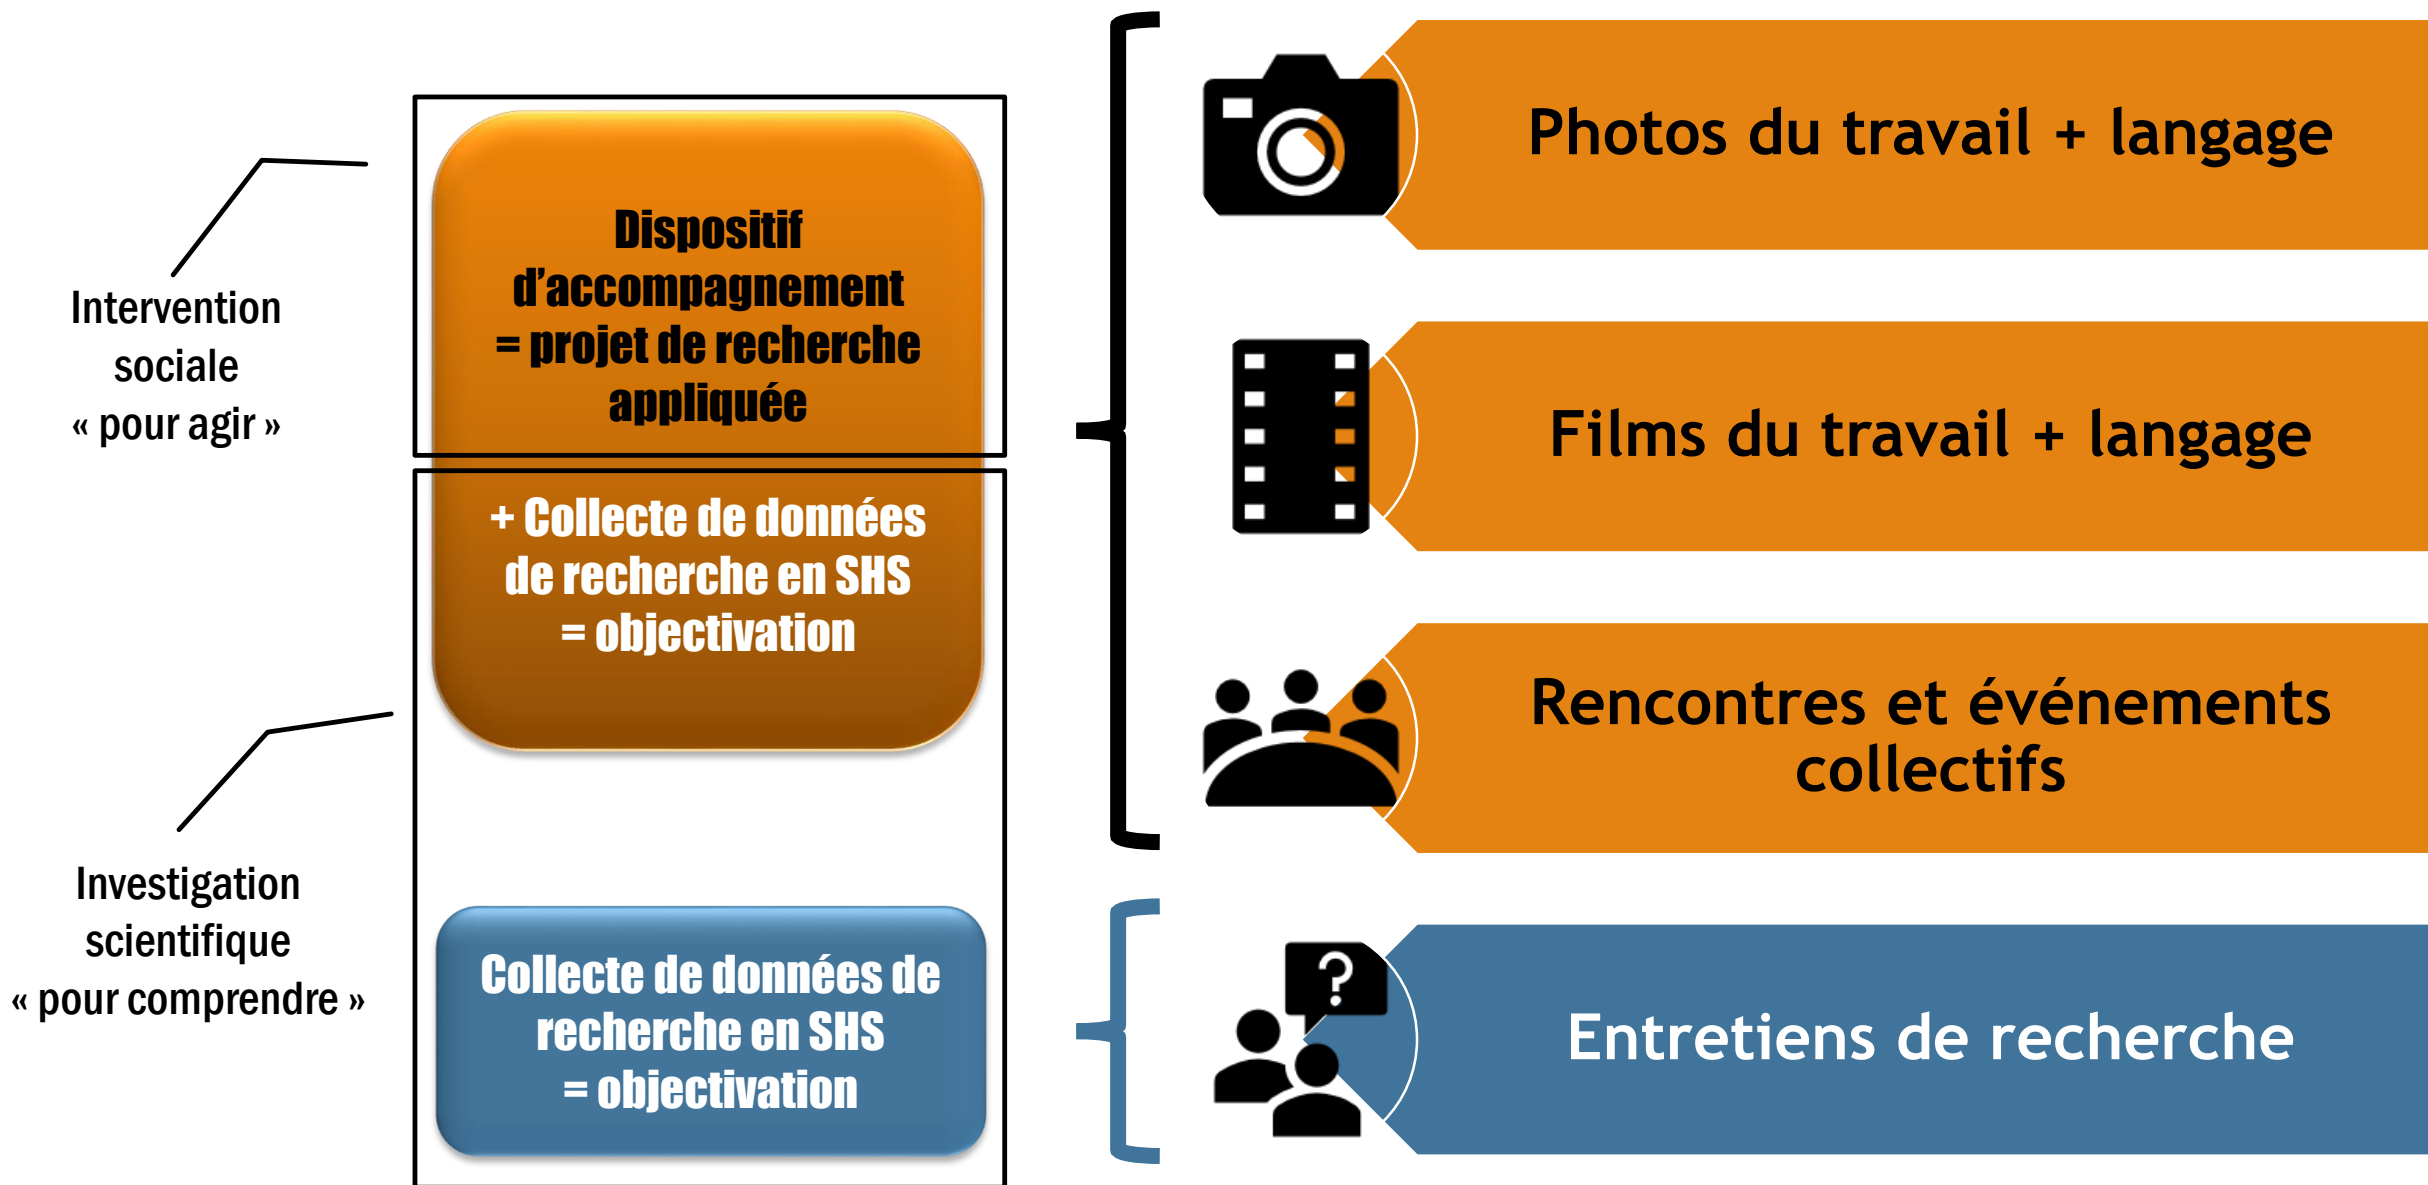 Intervention
sociale
« pour agir »
Investigation
scientifique
« pour comprendre »
Dispositif
d’accompagnement
= projet de recherche
appliquée
+ Collecte de données
de recherche en SHS
= objectivation
Collecte de données de
recherche en SHS
= objectivation
Photos du travail + langage
Films du travail + langage
Rencontres et événements
collectifs
?
Entretiens de recherche